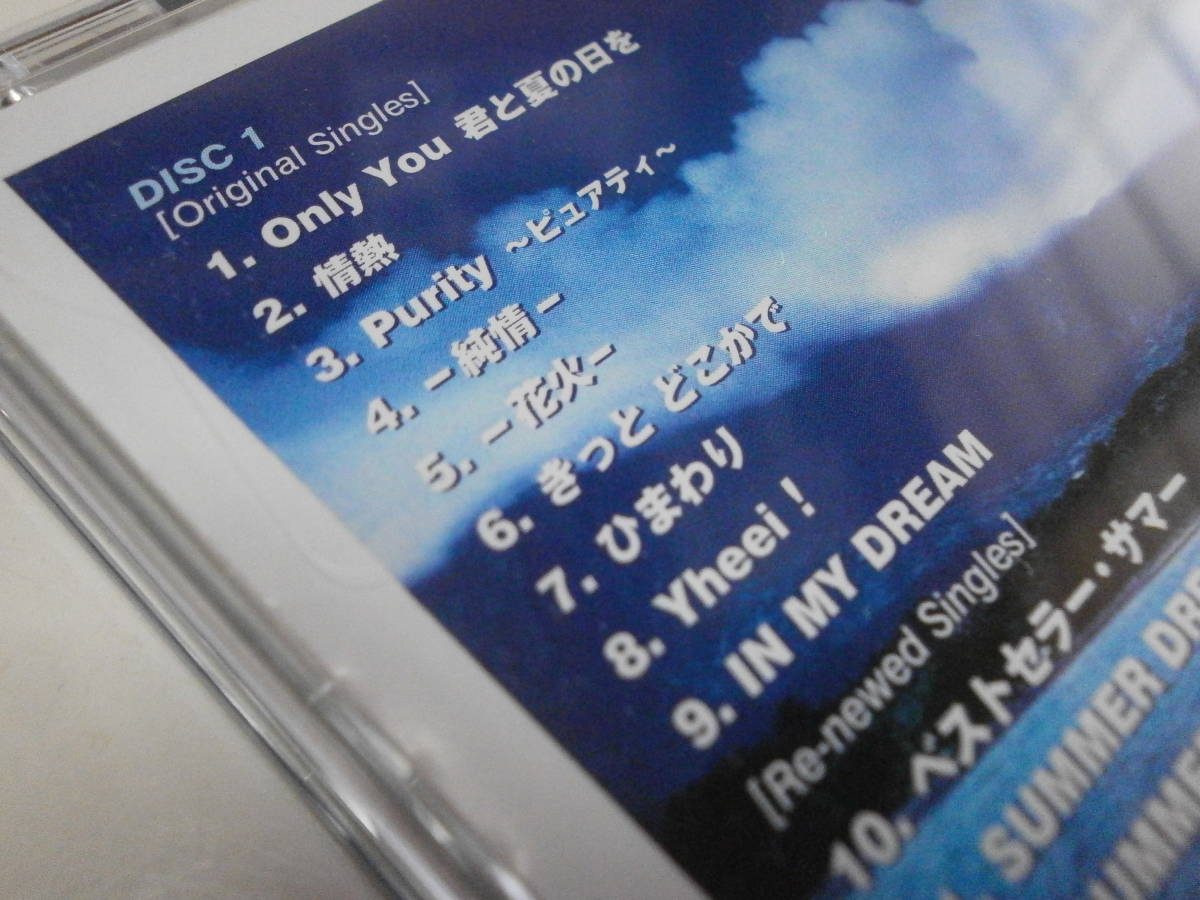 DISC 1
[Original Singles]
1. Only You 君と夏の日を
2. 情熱
3. Purity ～ピュアティ～
4. －純情－
5. －花火－
6. きっと どこかで
7. ひまわり
8. Yheei！
9. IN MY DREAM
[Re-newed Singles]
10. ベストセラー・サマー
SUMMER